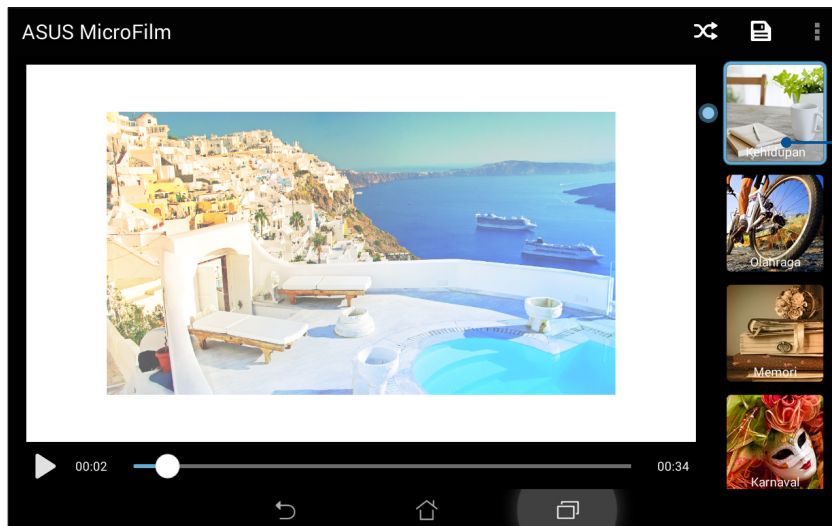 ASUS MicroFilm
Kehidupan
Olahraga
Memori
Karnaval
00:02
00:34